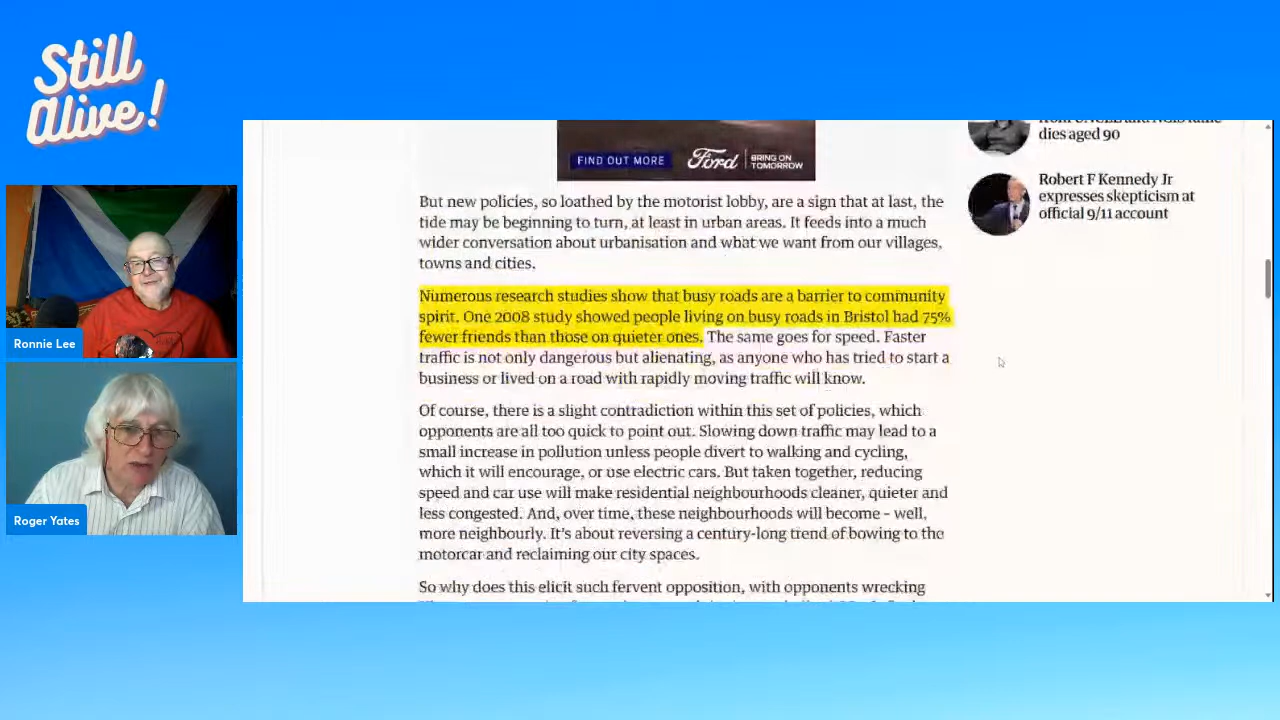 Still
Alive!
Ronnie Lee
Roger Yates
FIND OUT MORE
Ford
BRING ON
TOMORROW
But new policies, so loathed by the motorist lobby, are a sign that at last, the
tide may be beginning to turn, at least in urban areas. It feeds into a much
wider conversation about urbanisation and what we want from our villages,
towns and cities.
Numerous research studies show that busy roads are a barrier to community
spirit. One 2008 study showed people living on busy roads in Bristol had 75%
fewer friends than those on quieter ones. The same goes for speed. Faster
traffic is not only dangerous but alienating, as anyone who has tried to start a
business or lived on a road with rapidly moving traffic will know.
Of course, there is a slight contradiction within this set of policies, which
opponents are all too quick to point out. Slowing down traffic may lead to a
small increase in pollution unless people divert to walking and cycling,
which it will encourage, or use electric cars. But taken together, reducing
speed and car use will make residential neighbourhoods cleaner, quieter and
less congested. And, over time, these neighbourhoods will become – well,
more neighbourly. It's about reversing a century-long trend of bowing to the
motorcar and reclaiming our city spaces.
So why does this elicit such fervent opposition, with opponents wrecking
dies aged 90
Robert F Kennedy Jr
expresses skepticism at
official 9/11 account